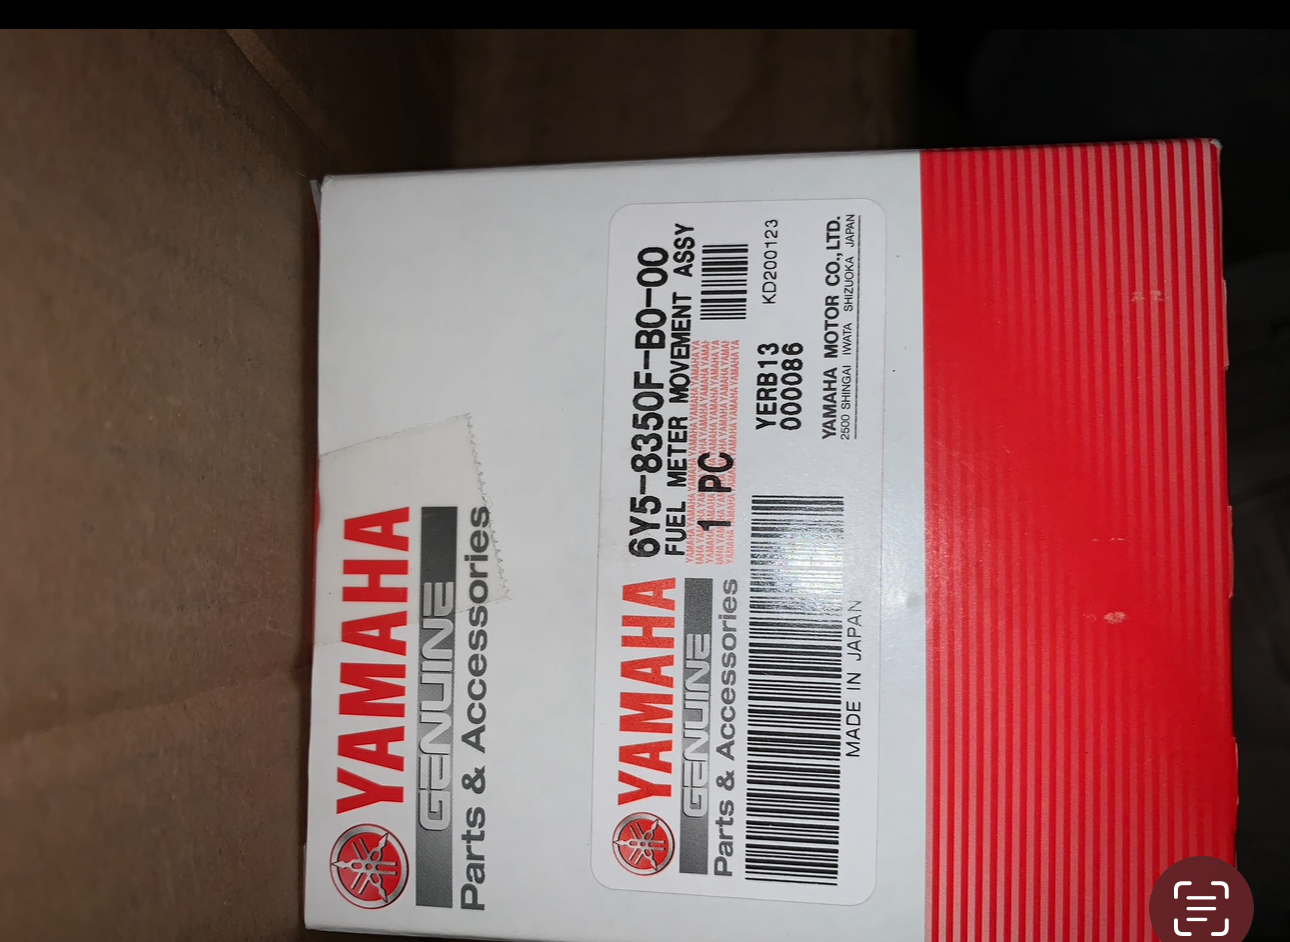 YAMAHA
GENUINE
Parts & Accessories
YAMAHA
GENUINE
Parts & Accessories
6Y5-8350F-B0-00
FUEL METER MOVEMENT ASSY
1 PC
YERB13
000086
KD200123
MADE IN JAPAN
YAMAHA MOTOR CO., LTD.
2500 SHINGAI IWATA SHIZUOKA JAPAN